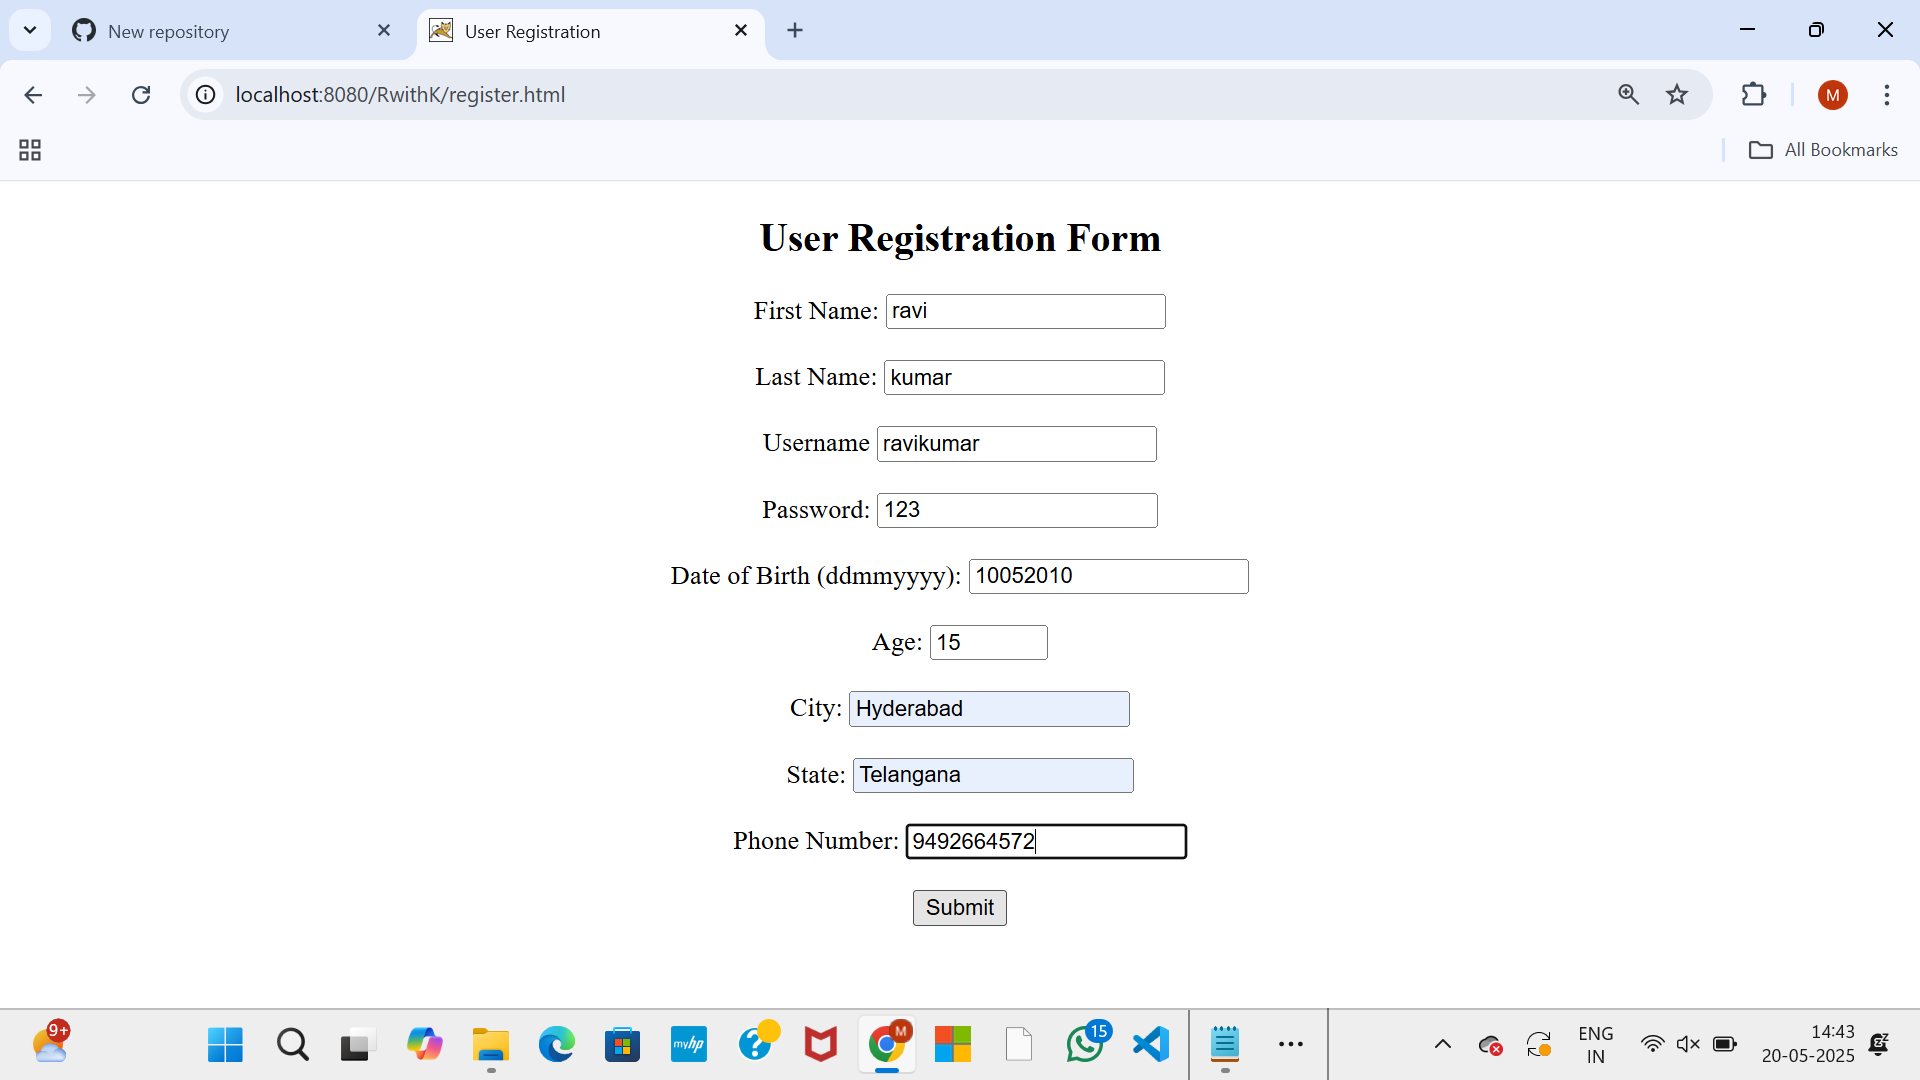 New repository
User Registration
localhost:8080/RwithK/register.html
M
All Bookmarks
User Registration Form
First Name: ravi
Last Name: kumar
Username ravikumar
Password: 123
Date of Birth (ddmmyyyy): 10052010
Age: 15
City: Hyderabad
State: Telangana
Phone Number: 9492664572
Submit
9+
myhp
?
M
15
ENG
IN
14:43
20-05-2025